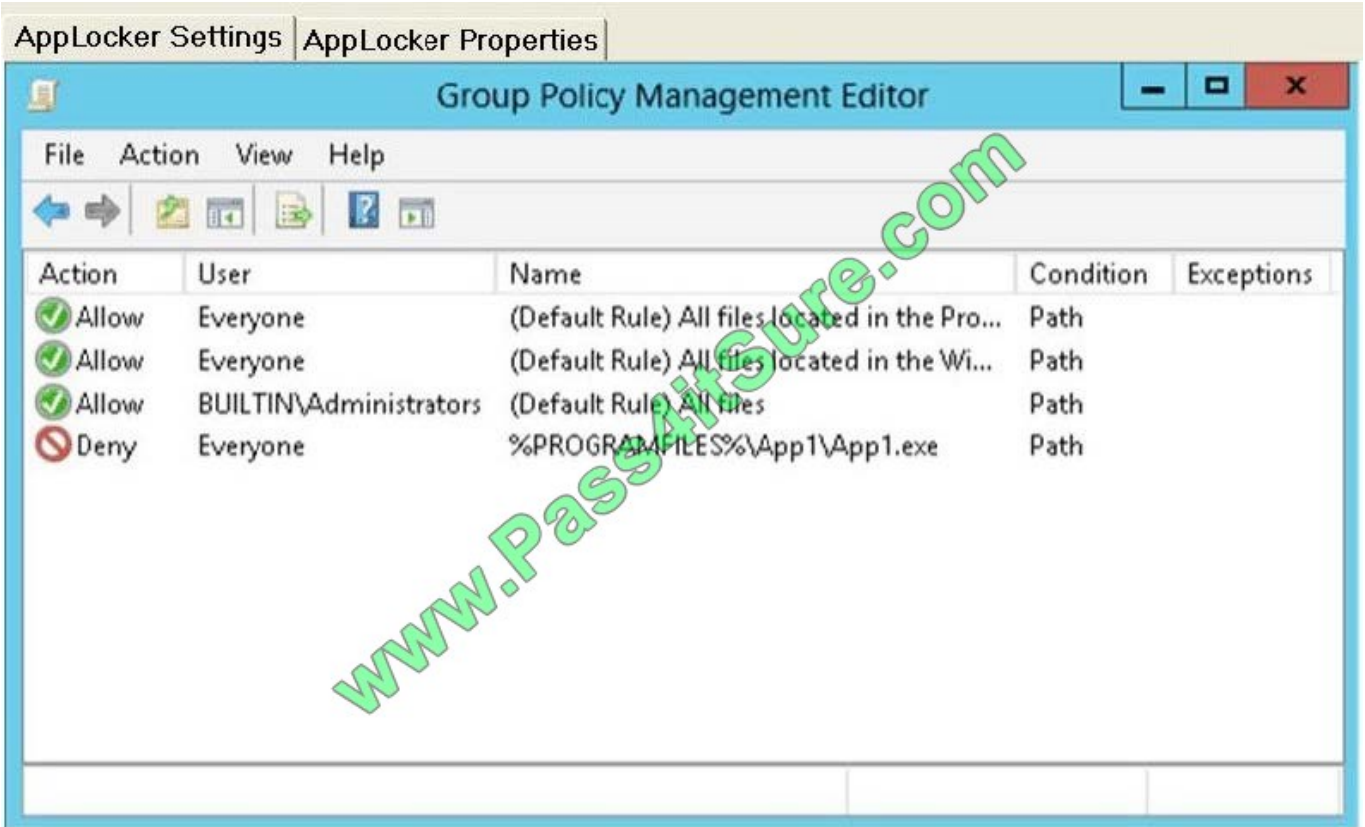 AppLocker Settings AppLocker Properties
Group Policy Management Editor
File Action View Help
Action User Name Condition Exceptions
Allow Everyone (Default Rule) All files located in the Pro... Path
Allow Everyone (Default Rule) All files located in the Wi... Path
Allow BUILTIN\Administrators (Default Rule) All files Path
Deny Everyone %PROGRAMFILES%\App1\App1.exe Path
www.Pass4itSure.com